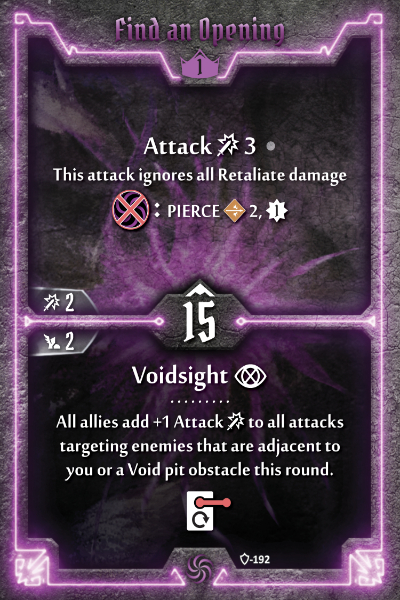 Find an Opening
1
Attack 3
This attack ignores all Retaliate damage
: PIERCE 2, 1
2
15
2
Voidsight
All allies add +1 Attack to all attacks
targeting enemies that are adjacent to
you or a Void pit obstacle this round.
-192